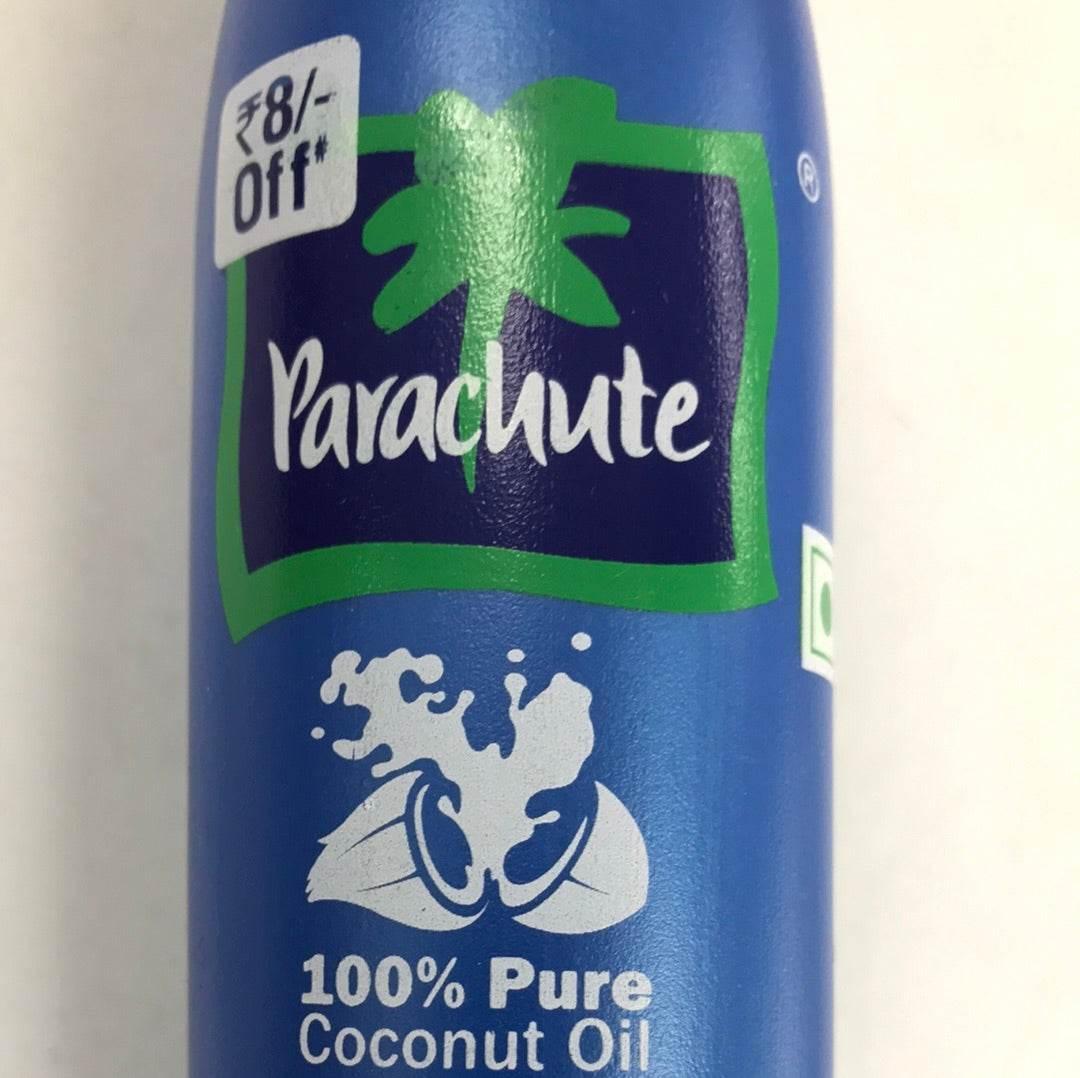 ₹8/-
Off*
®
Parachute
100% Pure
Coconut Oil